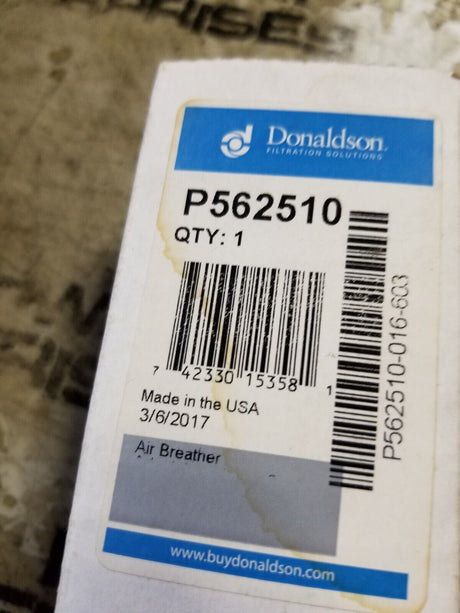 Donaldson
FILTRATION SOLUTIONS
P562510
QTY: 1
7 42330 15358 1
P562510-016-603
Made in the USA
3/6/2017
Air Breather
www.buydonaldson.com